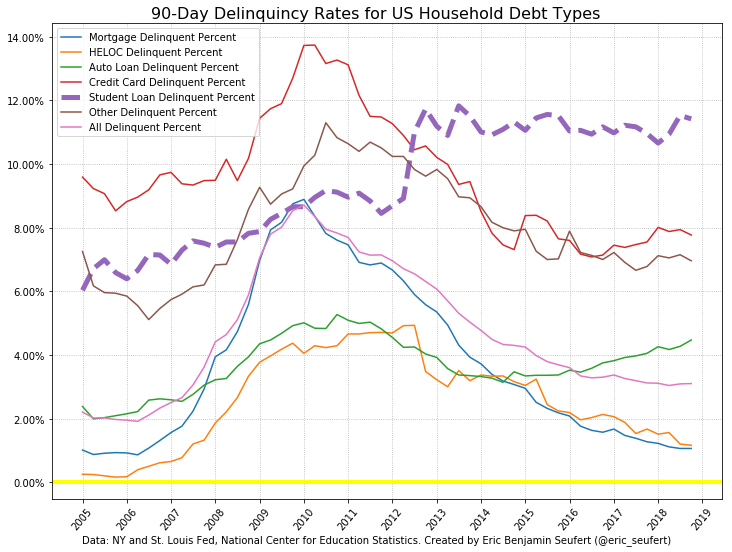 90-Day Delinquincy Rates for US Household Debt Types
14.00%
12.00%
10.00%
8.00%
6.00%
4.00%
2.00%
0.00%
Mortgage Delinquent Percent
HELOC Delinquent Percent
Auto Loan Delinquent Percent
Credit Card Delinquent Percent
Student Loan Delinquent Percent
Other Delinquent Percent
All Delinquent Percent
2005
2006
2007
2008
2009
2010
2011
2012
2013
2014
2015
2016
2017
2018
2019
Data: NY and St. Louis Fed, National Center for Education Statistics. Created by Eric Benjamin Seufert (@eric_seufert)